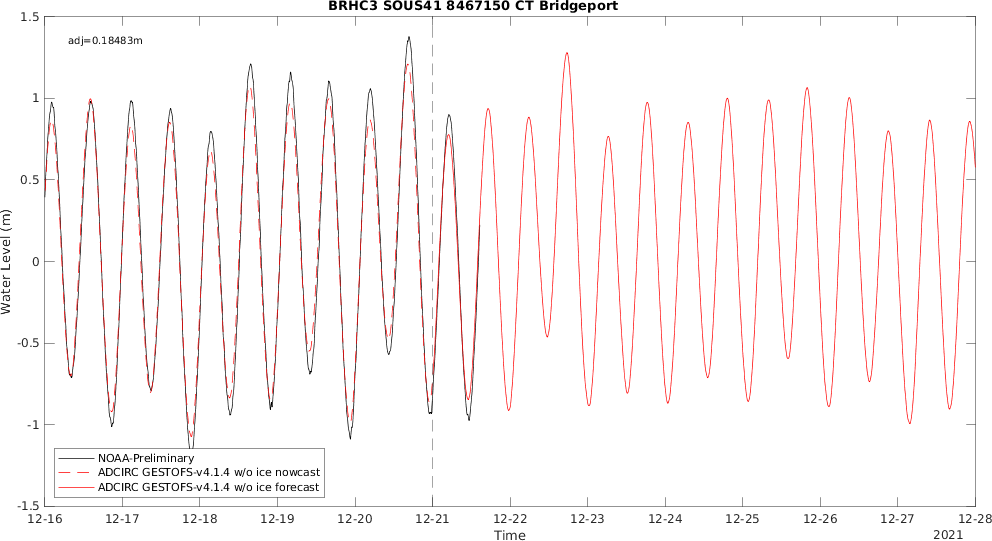 BRHC3 SOUS41 8467150 CT Bridgeport
adj=0.18483m
Water Level (m)
1.5
1
0.5
0
-0.5
-1
-1.5
NOAA-Preliminary
ADCIRC GESTOFS-v4.1.4 w/o ice nowcast
ADCIRC GESTOFS-v4.1.4 w/o ice forecast
12-16 12-17 12-18 12-19 12-20 12-21 12-22 12-23 12-24 12-25 12-26 12-27 12-28
Time
2021